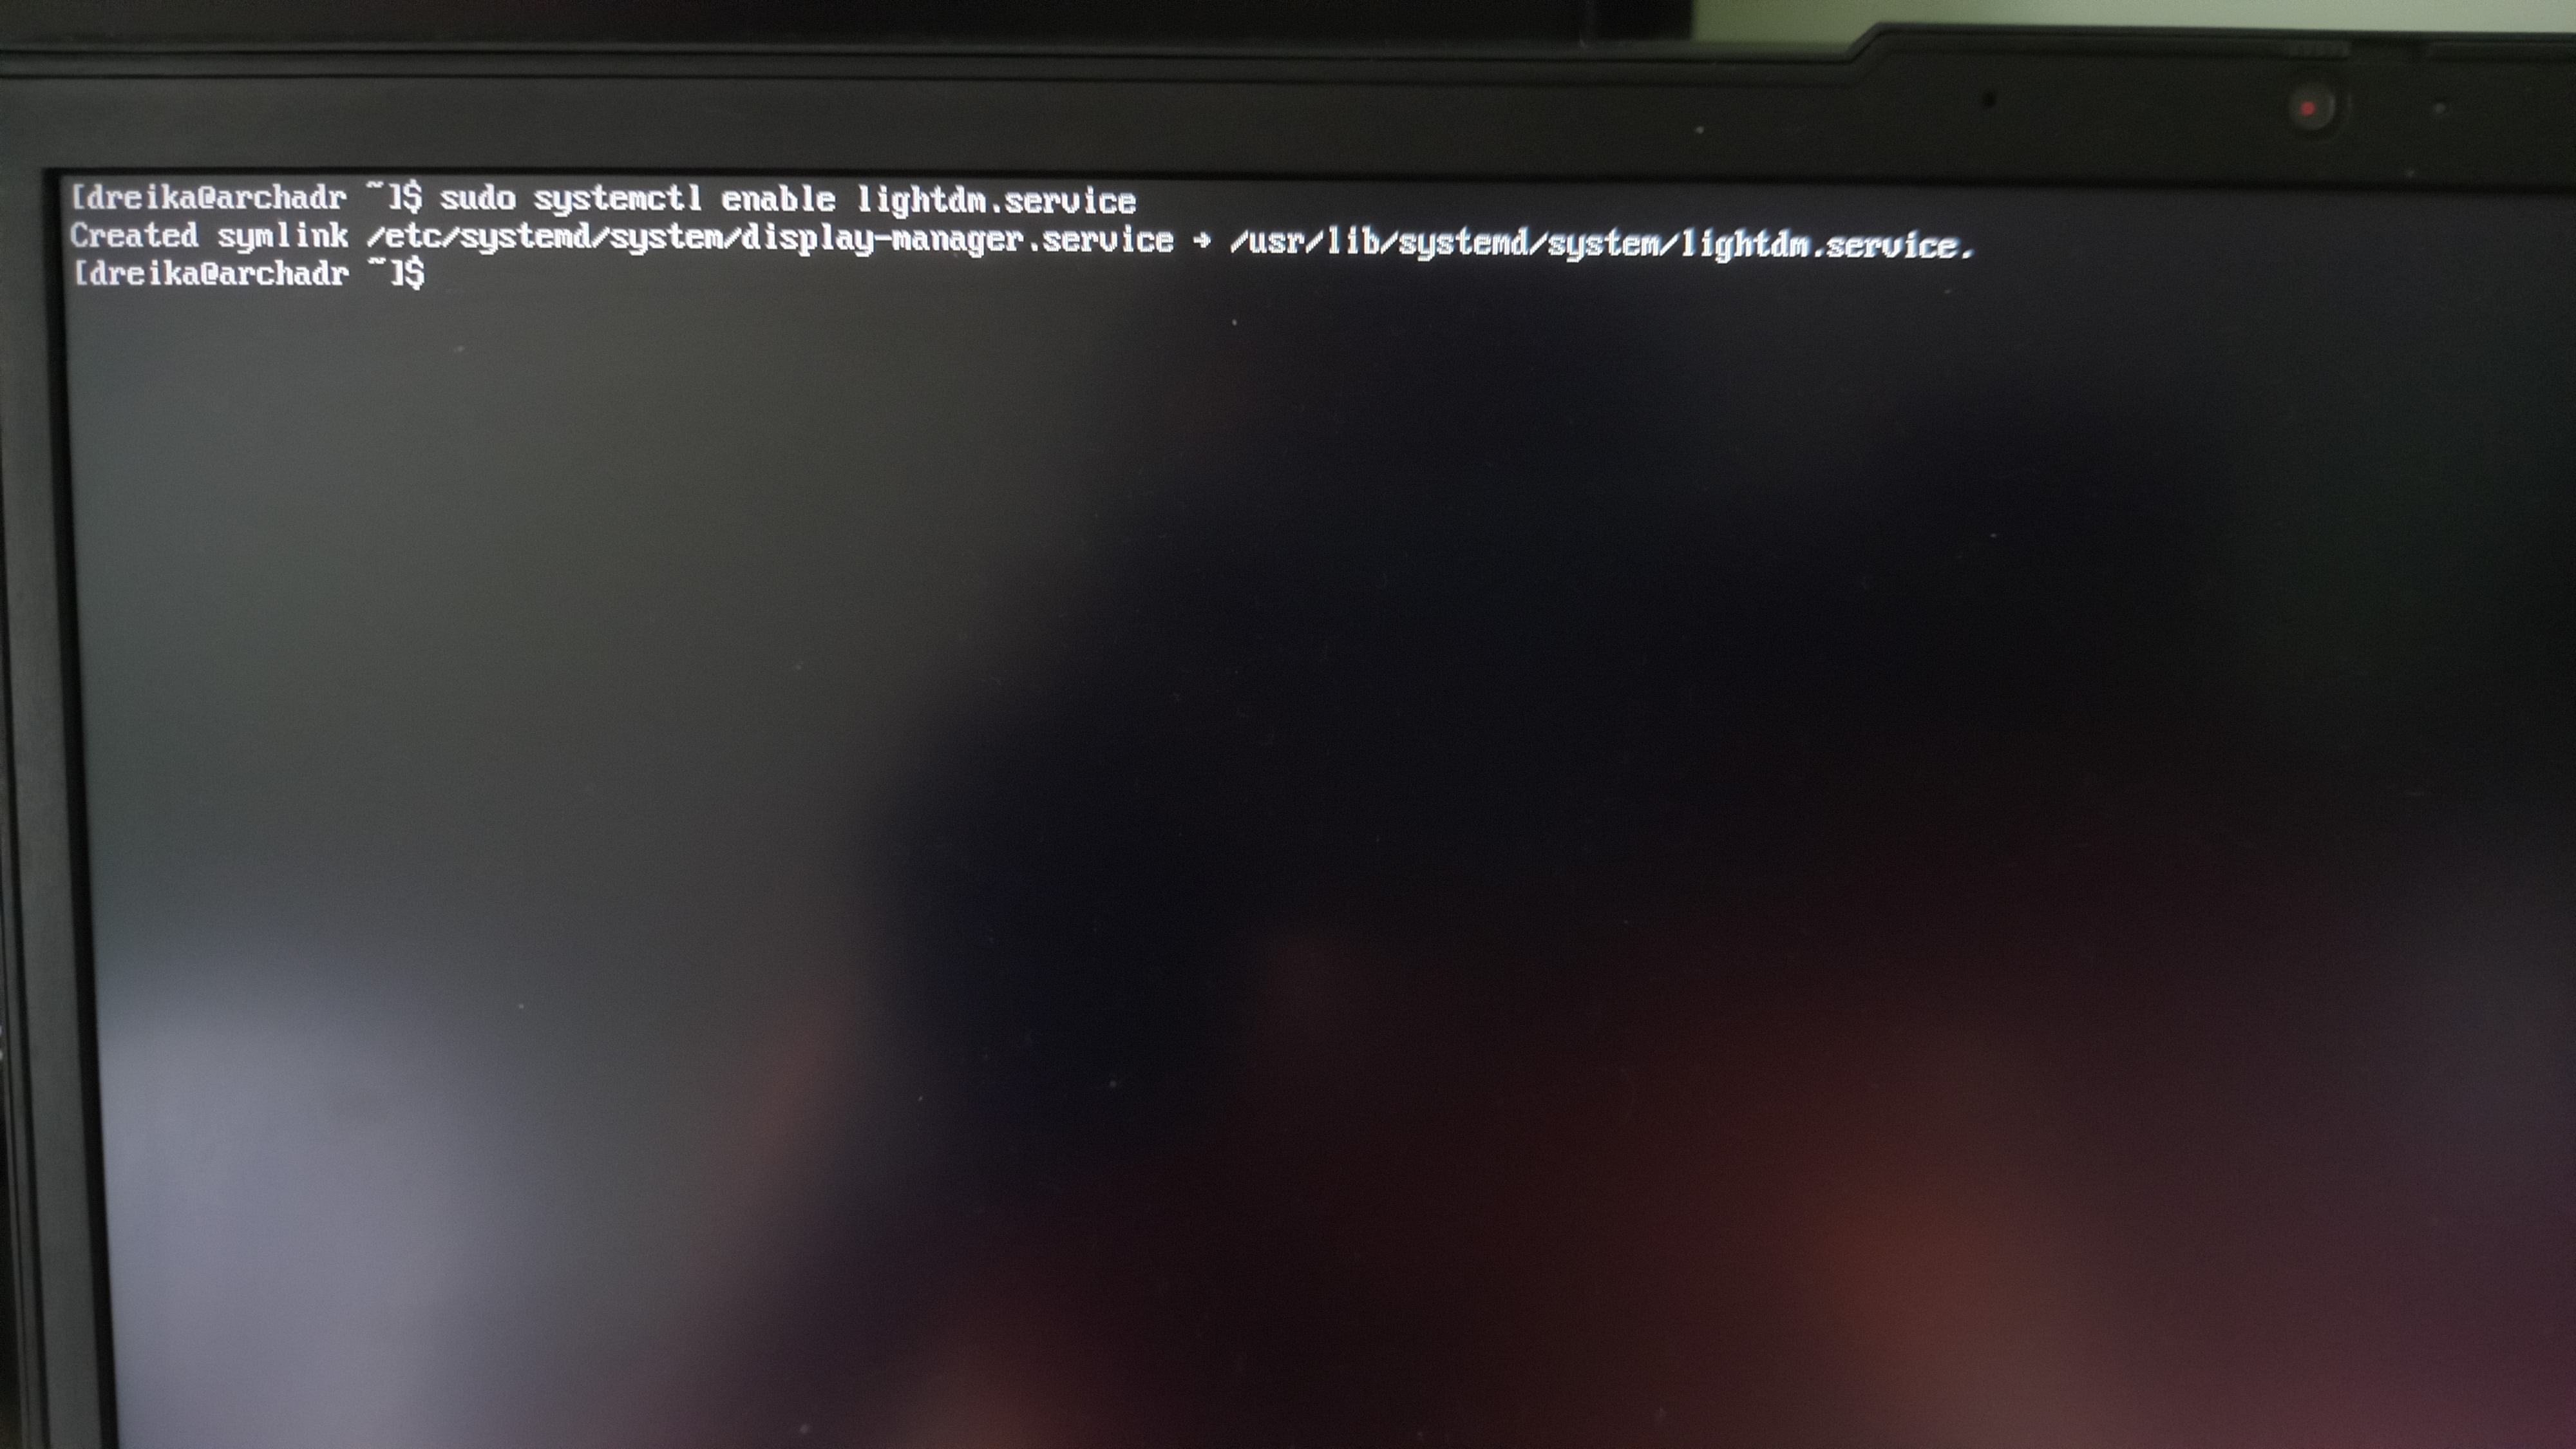 [dreika@archadr ~]$ sudo systemctl enable lightdm.service
Created symlink /etc/systemd/system/display-manager.service → /usr/lib/systemd/system/lightdm.service.
[dreika@archadr ~]$